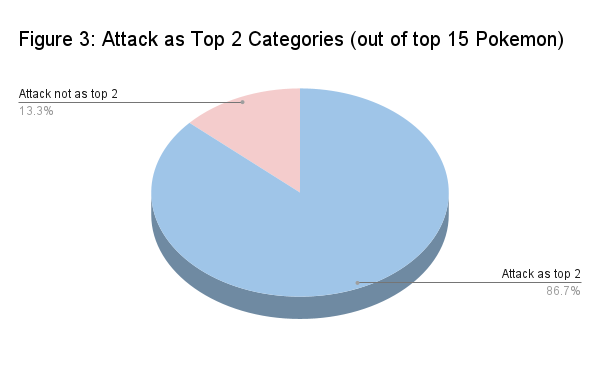 Figure 3: Attack as Top 2 Categories (out of top 15 Pokemon)
Attack not as top 2
13.3%
Attack as top 2
86.7%